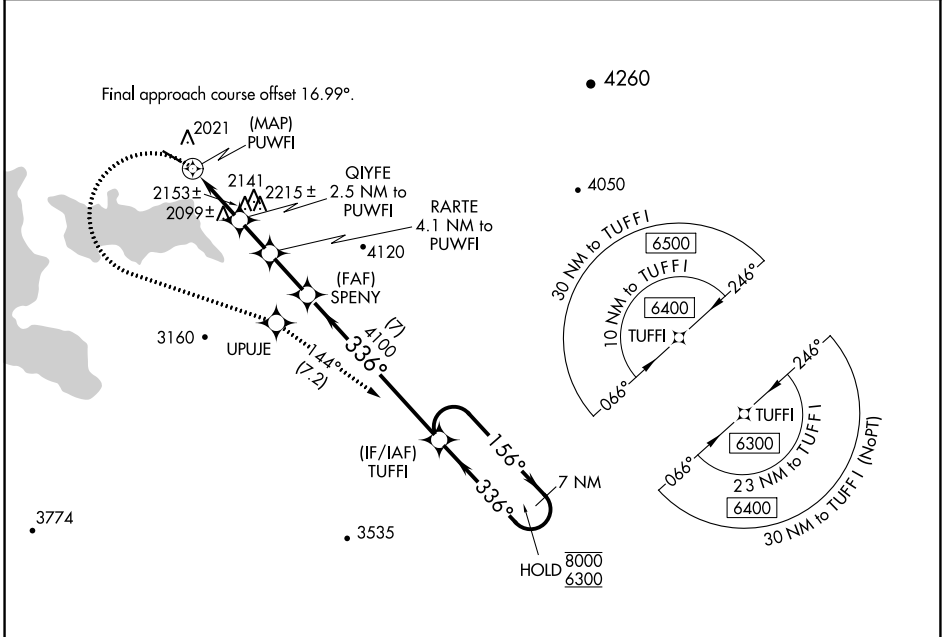 Final approach course offset 16.99°.
4260
2021
(MAP)
PUWFI
QIYFE
2.5 NM to
PUWFI
2141
2153±
2215±
2099±
RARTE
4.1 NM to
PUWFI
4050
4120
(FAF)
SPENY
3160
UPUJE
144°
(7.2)
(7)
4100
336°
30 NM to TUFFI
6500
10 NM to TUFFI
6400
246°
TUFFI
066°
246°
TUFFI
066°
6300
23 NM to TUFFI
6400
30 NM to TUFFI (NoPT)
(IF/IAF)
TUFFI
156°
336°
7 NM
HOLD
8000
6300
3774
3535